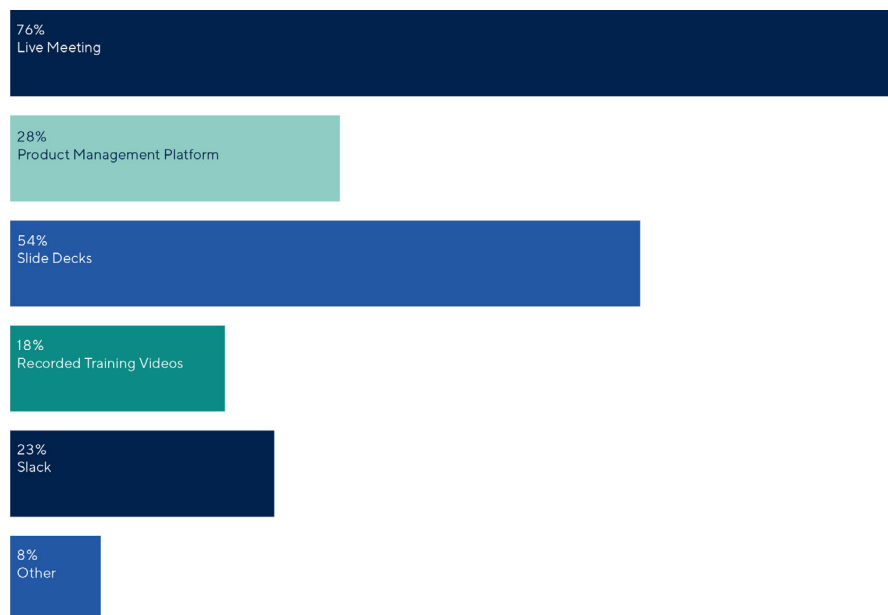 76%
Live Meeting
28%
Product Management Platform
54%
Slide Decks
18%
Recorded Training Videos
23%
Slack
8%
Other